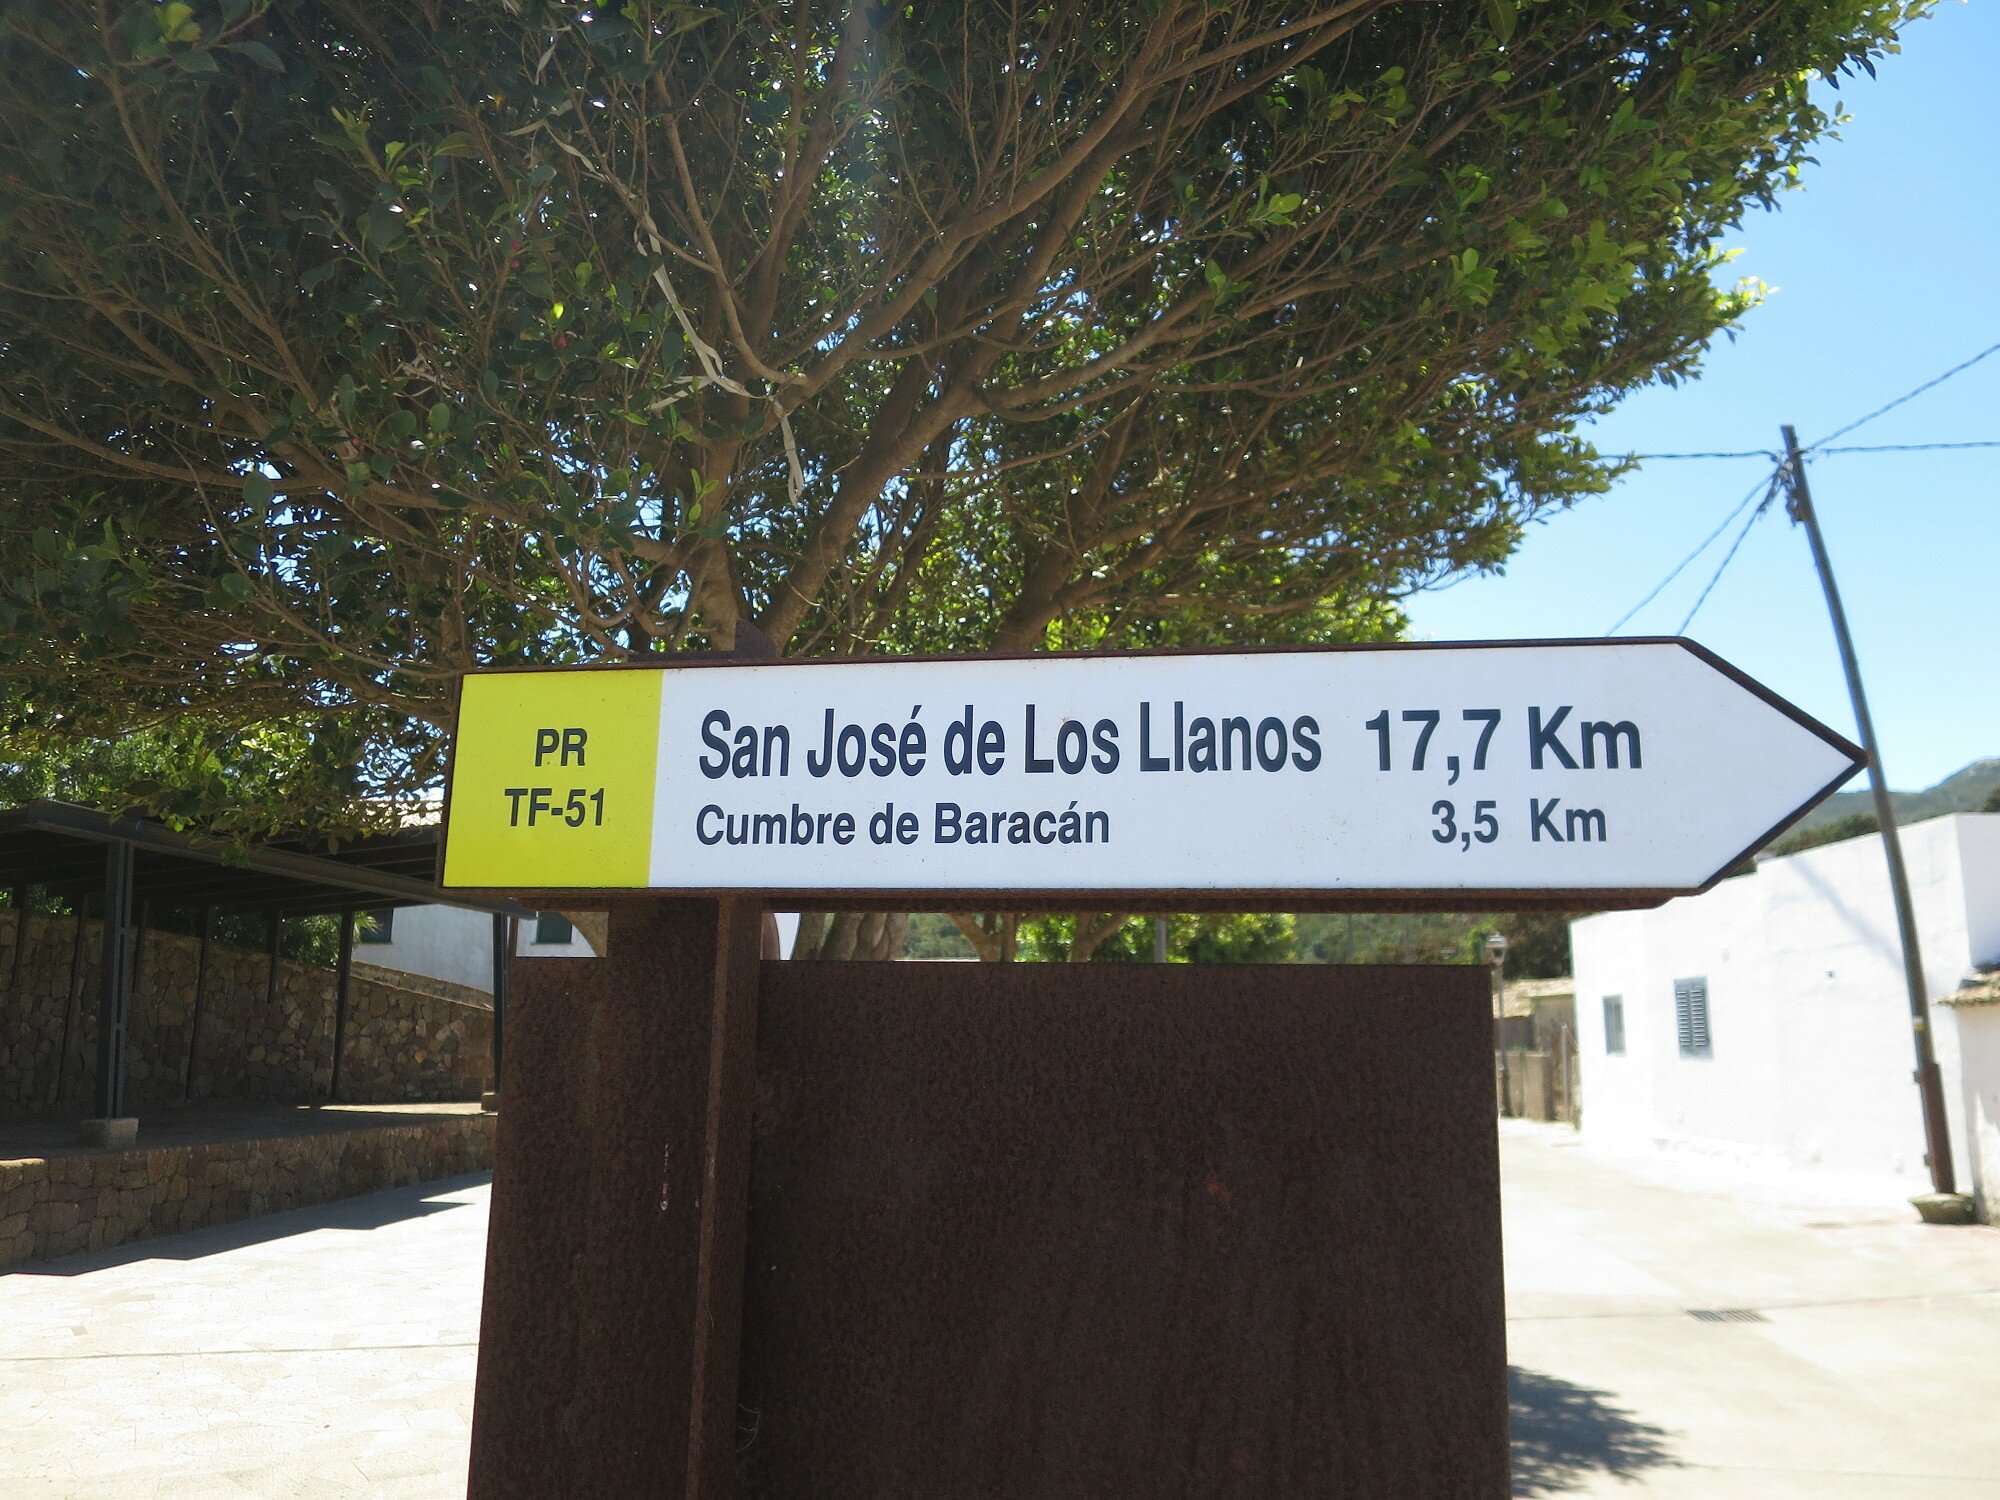 PR
TF-51
San José de Los Llanos 17,7 Km
Cumbre de Baracán 3,5 Km